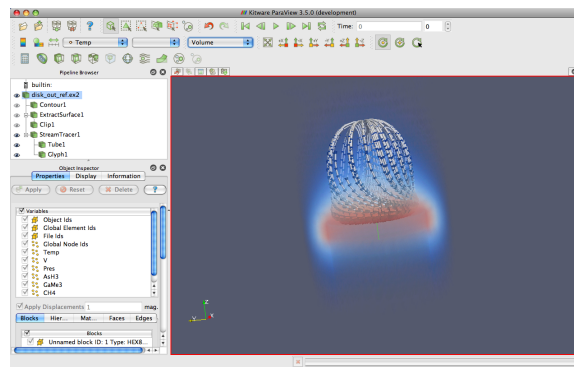 Kitware ParaView 3.5.0 (development)
Time: 0
0
Temp
Volume
Pipeline Browser
builtin:
disk_out_ref.ex2
Contour1
ExtractSurface1
Clip1
StreamTracer1
Tube1
Glyph1
Object Inspector
Properties Display Information
Apply Reset Delete ?
Variables
Object Ids
Global Element Ids
File Ids
Global Node Ids
Temp
V
Pres
AsH3
GaMe3
CH4
Apply Displacements 1 mag.
Blocks Hier... Mat... Faces Edges
Blocks
Unnamed block ID: 1 Type: HEX8...
Z
Y X